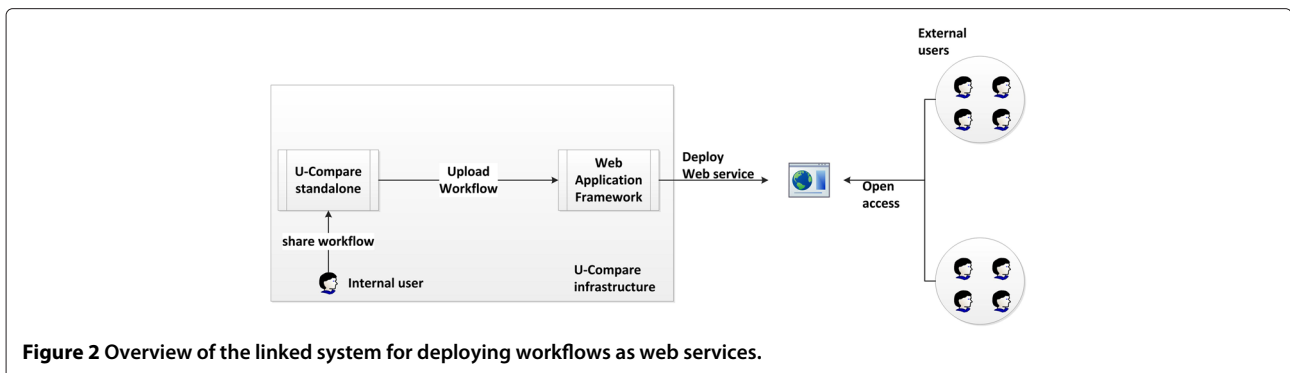 External
users
U-Compare
standalone
Upload
Workflow
Web
Application
Framework
Deploy
Web service
Open
access
share workflow
Internal user
U-Compare
infrastructure
Figure 2 Overview of the linked system for deploying workflows as web services.